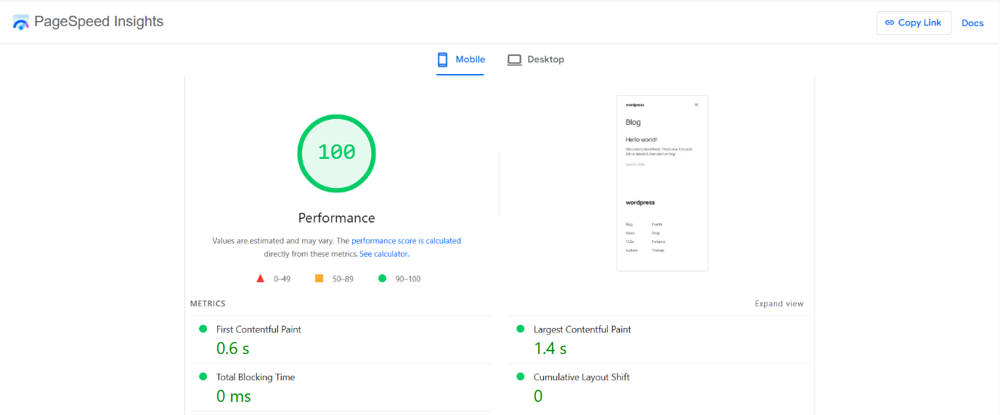 PageSpeed Insights
Copy Link
Docs
Mobile
Desktop
100
Performance
Values are estimated and may vary. The performance score is calculated
directly from these metrics. See calculator.
0–49
50–89
90–100
wordpress
Blog
Hello world!
Welcome to WordPress. This is your first post.
Edit or delete it, then start writing!
wordpress
Blog
Events
About
Shop
FAQs
Patterns
Authors
Themes
METRICS
Expand view
First Contentful Paint
0.6 s
Largest Contentful Paint
1.4 s
Total Blocking Time
0 ms
Cumulative Layout Shift
0